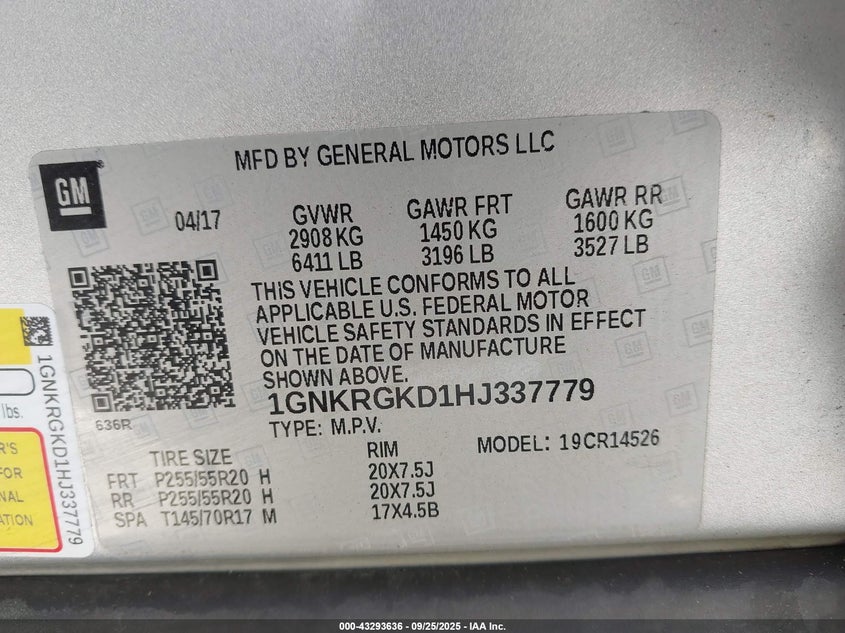 MFD BY GENERAL MOTORS LLC
GM
04/17
GVWR
2908 KG
6411 LB
GAWR FRT
1450 KG
3196 LB
GAWR RR
1600 KG
3527 LB
THIS VEHICLE CONFORMS TO ALL
APPLICABLE U.S. FEDERAL MOTOR
VEHICLE SAFETY STANDARDS IN EFFECT
ON THE DATE OF MANUFACTURE
SHOWN ABOVE.
1GNKRGKD1HJ337779
636R
TYPE: M.P.V.
MODEL: 19CR14526
TIRE SIZE
RIM
FRT P255/55R20 H 20X7.5J
RR P255/55R20 H 20X7.5J
SPA T145/70R17 M 17X4.5B
1GNKRGKD1HJ337779
lbs.
R'S
FOR
NAL
ATION
000-43293636 - 09/25/2025 - IAA Inc.